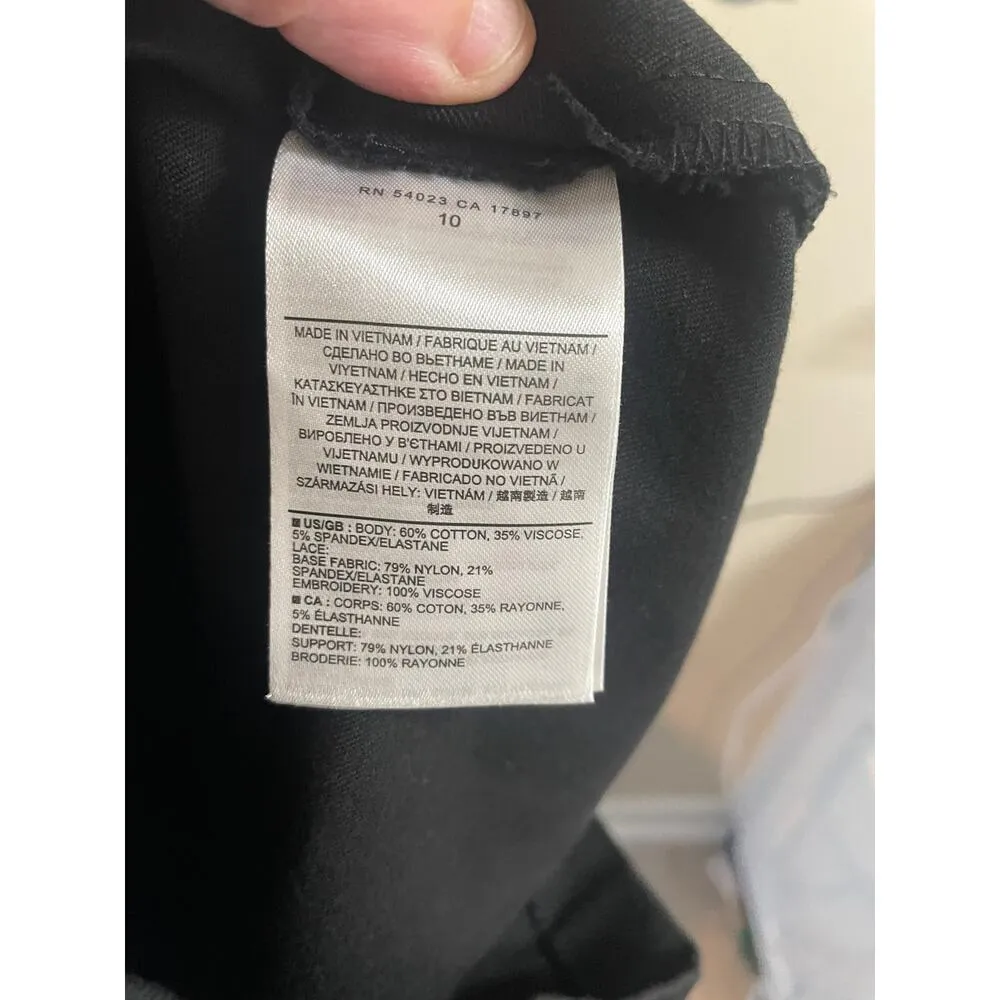 RN 54023 CA 17897
10
MADE IN VIETNAM / FABRIQUE AU VIETNAM /
СДЕЛАНО ВО ВЬЕТНАМЕ / MADE IN
VIYETNAM / HECHO EN VIETNAM /
ΚΑΤΑΣΚΕΥΑΣΤΗΚΕ ΣΤΟ ΒΙΕΤΝΑΜ / FABRICAT
ÎN VIETNAM / ПРОИЗВЕДЕНО ВЪВ ВИЕТНАМ /
ZEMLJA PROIZVODNJE VIJETNAM /
ВИРОБЛЕНО У В'ЄТНАМІ / PROIZVEDENO U
VIJETNAMU / WYPRODUKOWANO W
WIETNAMIE / FABRICADO NO VIETNÃ /
SZÁRMAZÁSI HELY: VIETNÁM / 越南製造 / 越南
制造
US/GB : BODY: 60% COTTON, 35% VISCOSE,
5% SPANDEX/ELASTANE
LACE:
BASE FABRIC: 79% NYLON, 21%
SPANDEX/ELASTANE
EMBROIDERY: 100% VISCOSE
CA : CORPS: 60% COTON, 35% RAYONNE,
5% ÉLASTHANNE
DENTELLE:
SUPPORT: 79% NYLON, 21% ÉLASTHANNE
BRODERIE: 100% RAYONNE